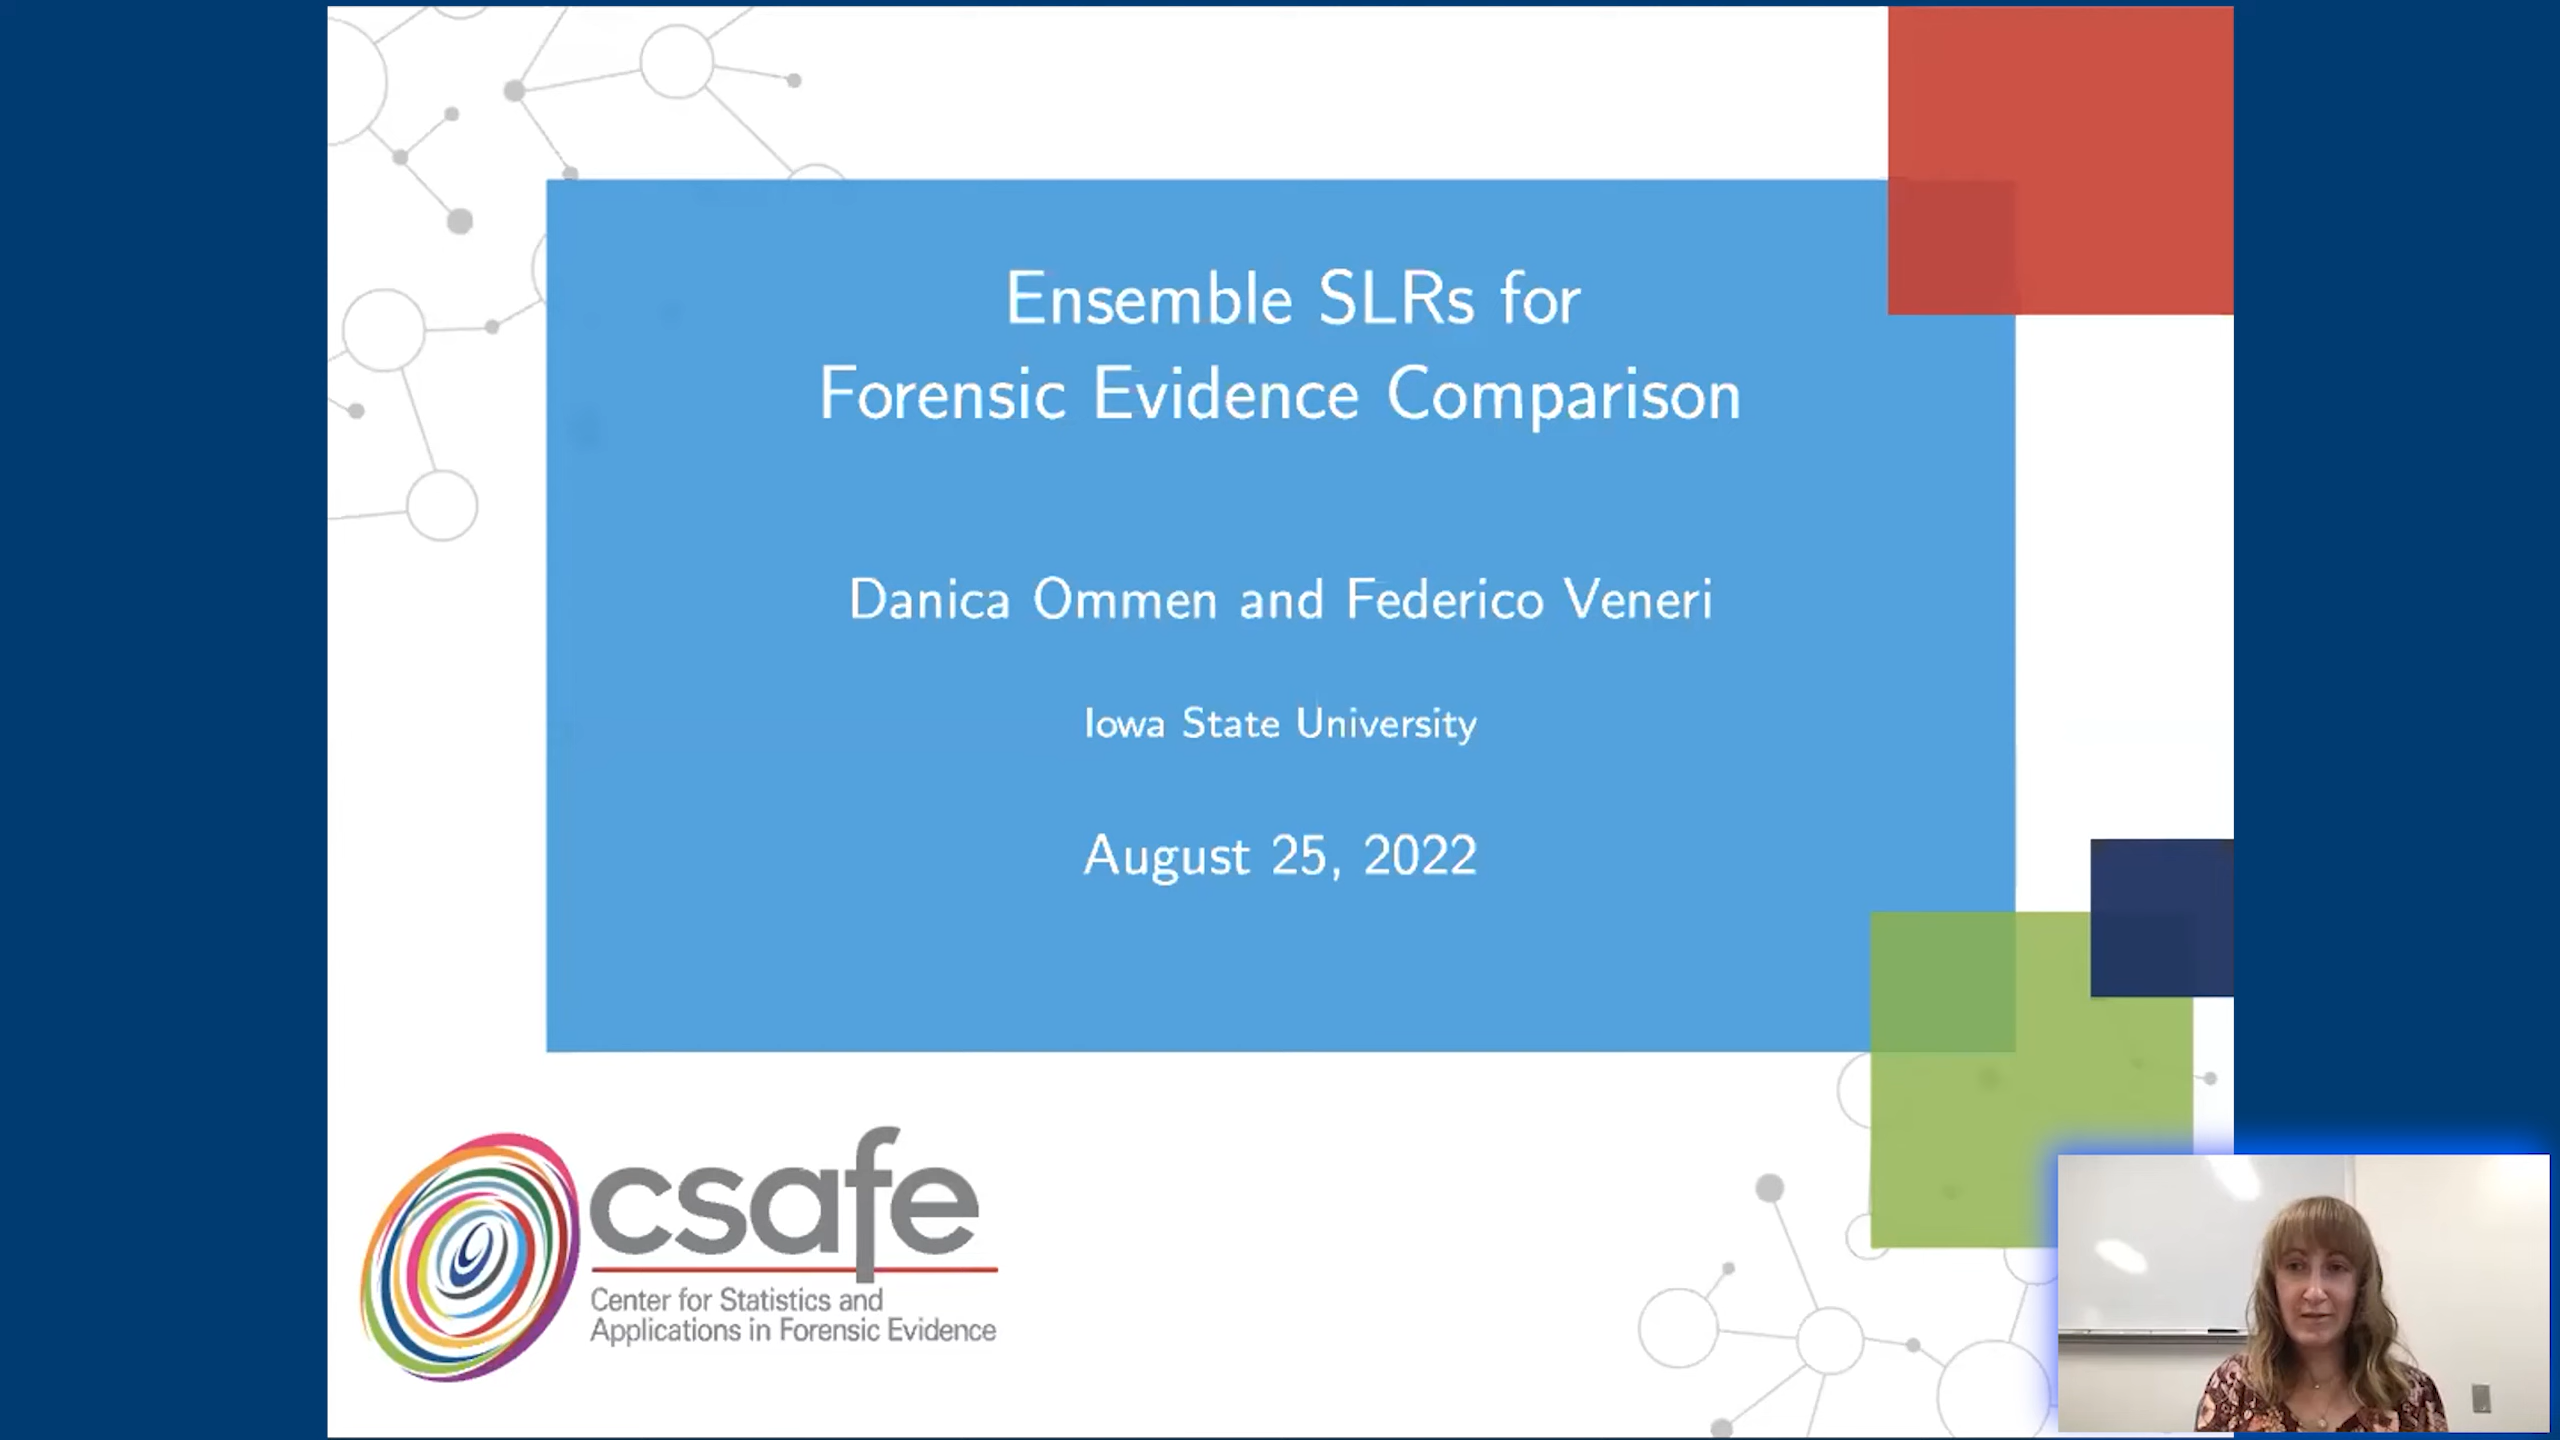 Ensemble SLRs for
Forensic Evidence Comparison
Danica Ommen and Federico Veneri
Iowa State University
August 25, 2022
csafe
Center for Statistics and
Applications in Forensic Evidence